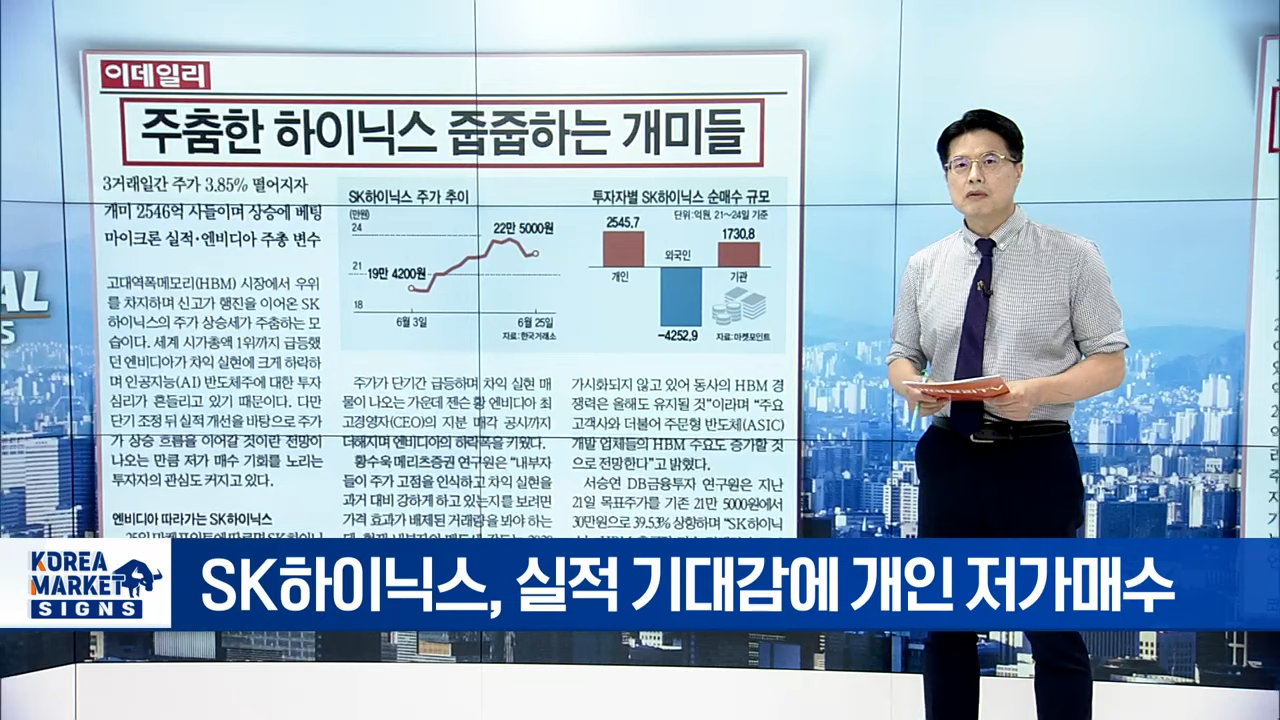 이데일리
주춤한 하이닉스 줍줍하는 개미들
3거래일간 주가 3.85% 떨어지자
개미 2546억 사들이며 상승에 베팅
마이크론 실적·엔비디아 주총 변수
SK하이닉스 주가 추이
(만원)
24
21
18
19만 4200원
22만 5000원
6월 3일
6월 25일
자료:한국거래소
투자자별 SK하이닉스 순매수 규모
단위:억원, 21~24일 기준
2545.7
1730.8
외국인
개인
기관
-4252.9
자료:마켓포인트
고대역폭메모리(HBM) 시장에서 우위
를 차지하며 신고가 행진을 이어온 SK
하이닉스의 주가 상승세가 주춤하는 모
습이다. 세계 시가총액 1위까지 급등했
던 엔비디아가 차익 실현에 크게 하락하
며 인공지능(AI) 반도체주에 대한 투자
심리가 흔들리고 있기 때문이다. 다만
단기 조정 뒤 실적 개선을 바탕으로 주가
가 상승 흐름을 이어갈 것이란 전망이
나오는 만큼 저가 매수 기회를 노리는
투자자의 관심도 커지고 있다.
엔비디아 따라가는 SK하이닉스
주가가 단기간 급등하며 차익 실현 매
물이 나오는 가운데 젠슨 황 엔비디아 최
고경영자(CEO)의 지분 매각 공시까지
더해지며 엔비디아의 하락폭을 키웠다.
황수욱 메리츠증권 연구원은 "내부자
들이 주가 고점을 인식하고 차익 실현을
과거 대비 강하게 하고 있는지를 보려면
가격 효과가 배제된 거래량을 봐야 하는
가시화되지 않고 있어 동사의 HBM 경
쟁력은 올해도 유지될 것"이라며 "주요
고객사와 더불어 주문형 반도체(ASIC)
개발 업체들의 HBM 수요도 증가할 것
으로 전망한다"고 밝혔다.
서승연 DB금융투자 연구원은 지난
21일 목표주가를 기존 21만 5000원에서
30만원으로 39.53% 상향하며 "SK하이닉
KOREA
MARKET
SIGNS
SK하이닉스, 실적 기대감에 개인 저가매수